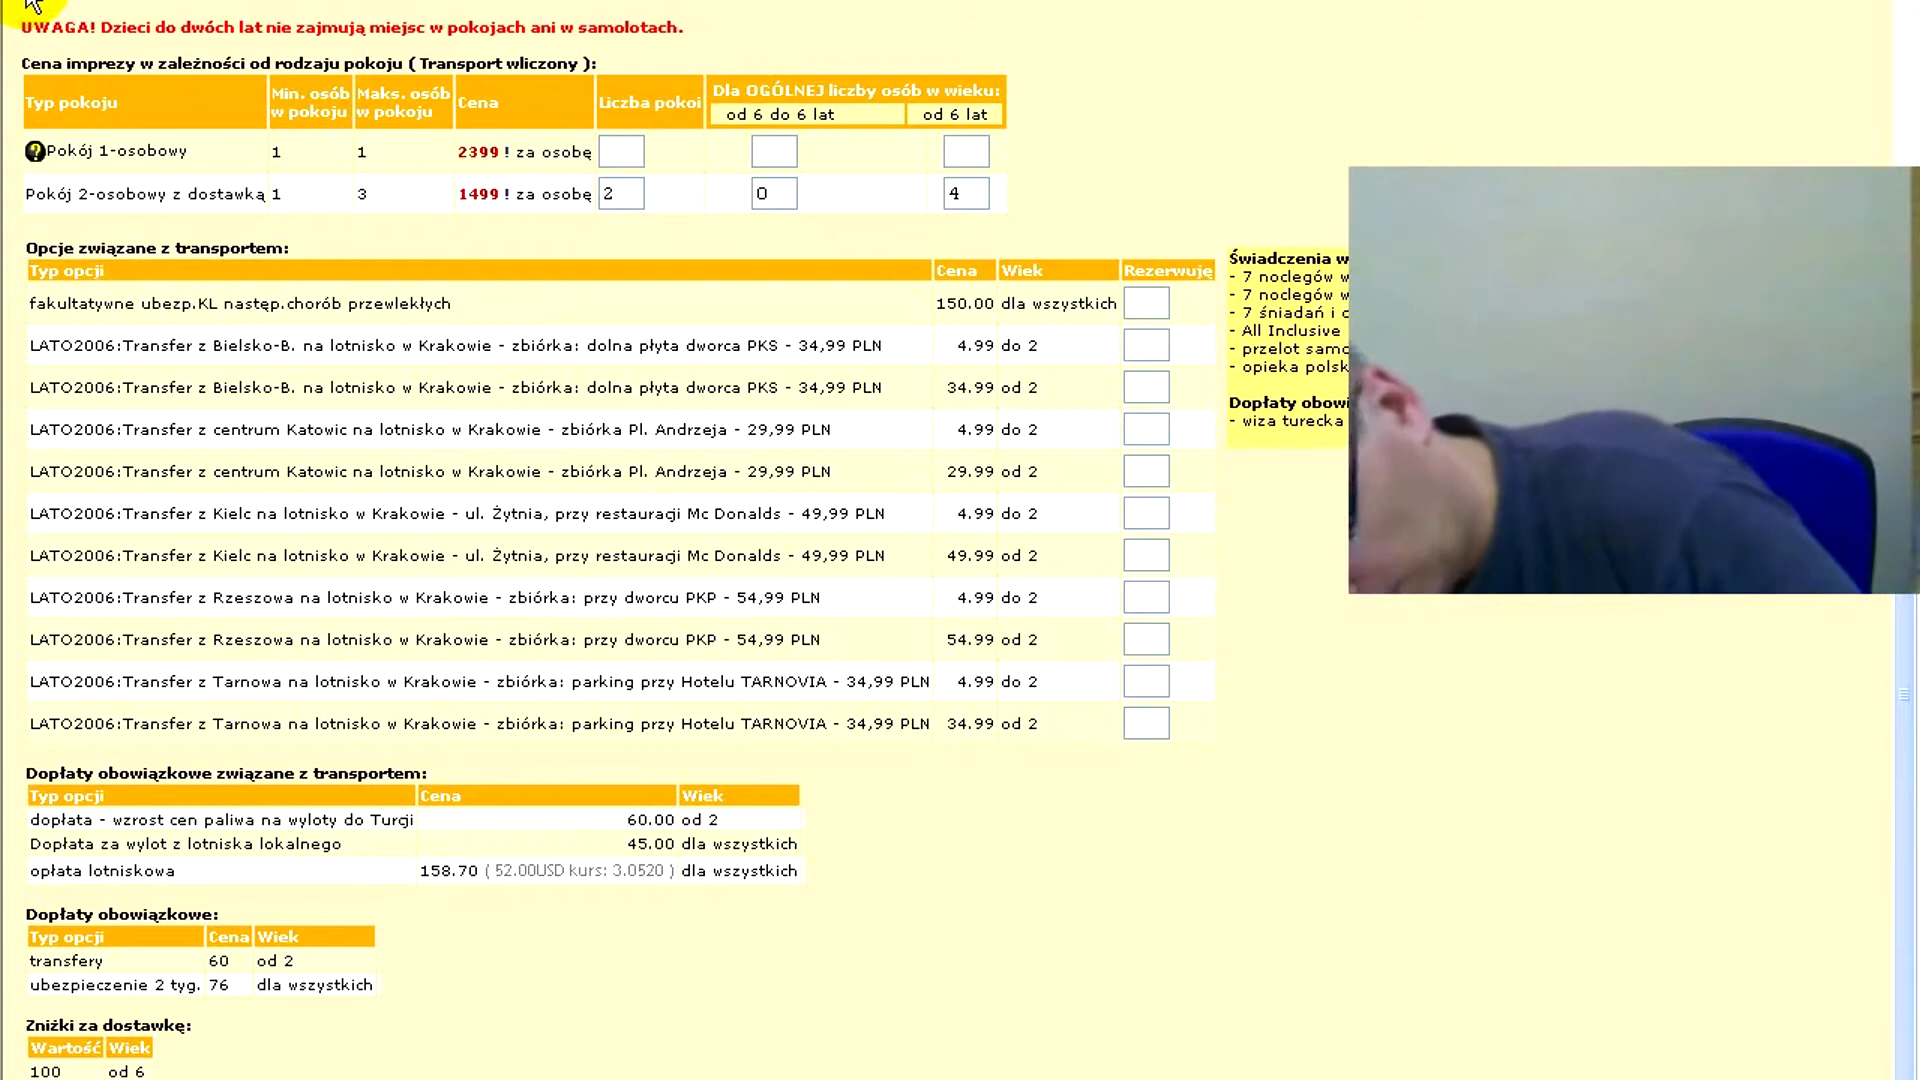 UWAGA! Dzieci do dwóch lat nie zajmują miejsc w pokojach ani w samolotach.
Cena imprezy w zależności od rodzaju pokoju ( Transport wliczony ):
Typ pokoju Min. osób w pokoju Maks. osób w pokoju Cena Liczba pokoi Dla OGÓLNEJ liczby osób w wieku:
od 6 do 6 lat od 6 lat
Pokój 1-osobowy 1 1 2399 ! za osobę
Pokój 2-osobowy z dostawką 1 3 1499 ! za osobę 2 0 4
Opcje związane z transportem:
Typ opcji Cena Wiek Rezerwuję
fakultatywne ubezp.KL następ.chorób przewlekłych 150.00 dla wszystkich
LATO2006:Transfer z Bielsko-B. na lotnisko w Krakowie - zbiórka: dolna płyta dworca PKS - 34,99 PLN 4.99 do 2
LATO2006:Transfer z Bielsko-B. na lotnisko w Krakowie - zbiórka: dolna płyta dworca PKS - 34,99 PLN 34.99 od 2
LATO2006:Transfer z centrum Katowic na lotnisko w Krakowie - zbiórka Pl. Andrzeja - 29,99 PLN 4.99 do 2
LATO2006:Transfer z centrum Katowic na lotnisko w Krakowie - zbiórka Pl. Andrzeja - 29,99 PLN 29.99 od 2
LATO2006:Transfer z Kielc na lotnisko w Krakowie - ul. Żytnia, przy restauracji Mc Donalds - 49,99 PLN 4.99 do 2
LATO2006:Transfer z Kielc na lotnisko w Krakowie - ul. Żytnia, przy restauracji Mc Donalds - 49,99 PLN 49.99 od 2
LATO2006:Transfer z Rzeszowa na lotnisko w Krakowie - zbiórka: przy dworcu PKP - 54,99 PLN 4.99 do 2
LATO2006:Transfer z Rzeszowa na lotnisko w Krakowie - zbiórka: przy dworcu PKP - 54,99 PLN 54.99 od 2
LATO2006:Transfer z Tarnowa na lotnisko w Krakowie - zbiórka: parking przy Hotelu TARNOVIA - 34,99 PLN 4.99 do 2
LATO2006:Transfer z Tarnowa na lotnisko w Krakowie - zbiórka: parking przy Hotelu TARNOVIA - 34,99 PLN 34.99 od 2
Świadczenia w
- 7 noclegów w
- 7 noclegów w
- 7 śniadań i
- All Inclusive
- przelot
- opieka
Dopłaty
- wiza turecka
Dopłaty obowiązkowe związane z transportem:
Typ opcji Cena Wiek
dopłata - wzrost cen paliwa na wyloty do Turcji 60.00 od 2
Dopłata za wylot z lotniska lokalnego 45.00 dla wszystkich
opłata lotniskowa 158.70 ( 52.00USD kurs: 3.0520 ) dla wszystkich
Dopłaty obowiązkowe:
Typ opcji Cena Wiek
transfery 60 od 2
ubezpieczenie 2 tyg. 76 dla wszystkich
Zniżki za dostawkę:
Wartość Wiek
100 od 6